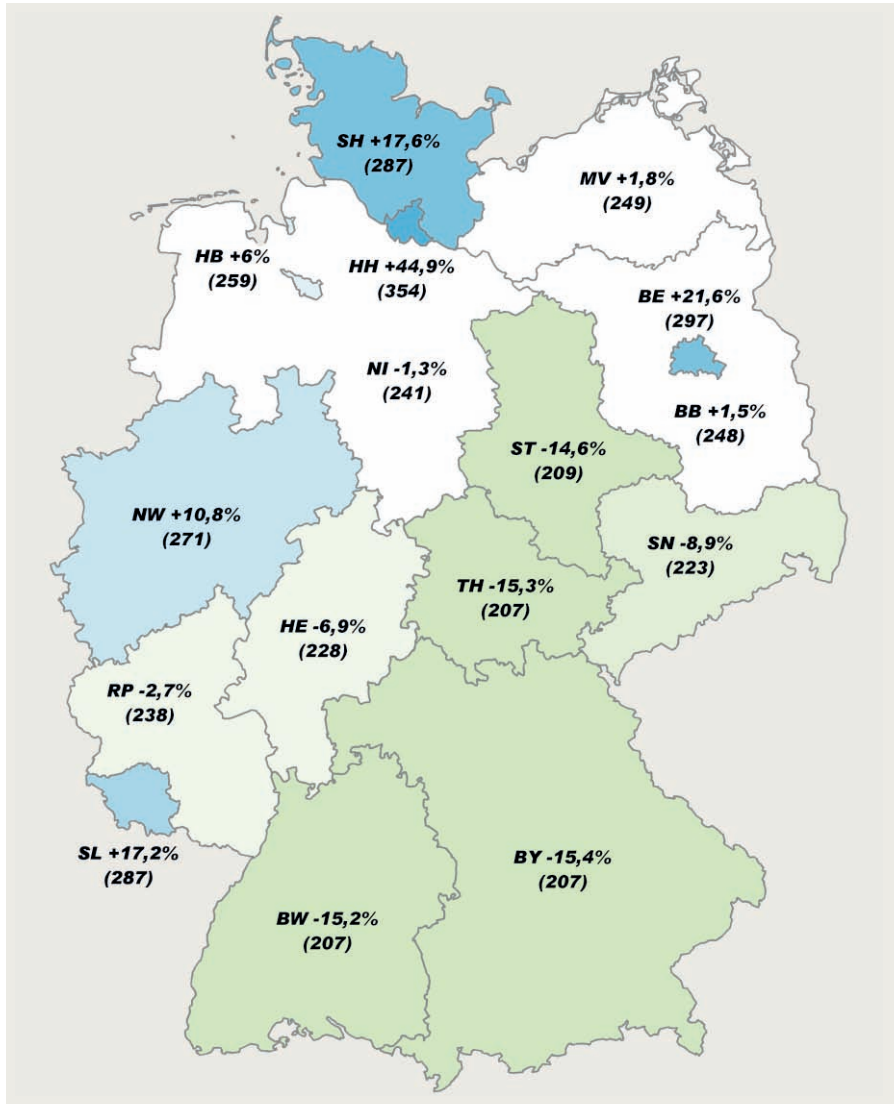 SH +17,6%
(287)
MV +1,8%
(249)
HB +6%
(259)
HH +44,9%
(354)
BE +21,6%
(297)
NI -1,3%
(241)
BB +1,5%
(248)
ST -14,6%
(209)
NW +10,8%
(271)
SN -8,9%
(223)
TH -15,3%
(207)
HE -6,9%
(228)
RP -2,7%
(238)
SL +17,2%
(287)
BY -15,4%
(207)
BW -15,2%
(207)